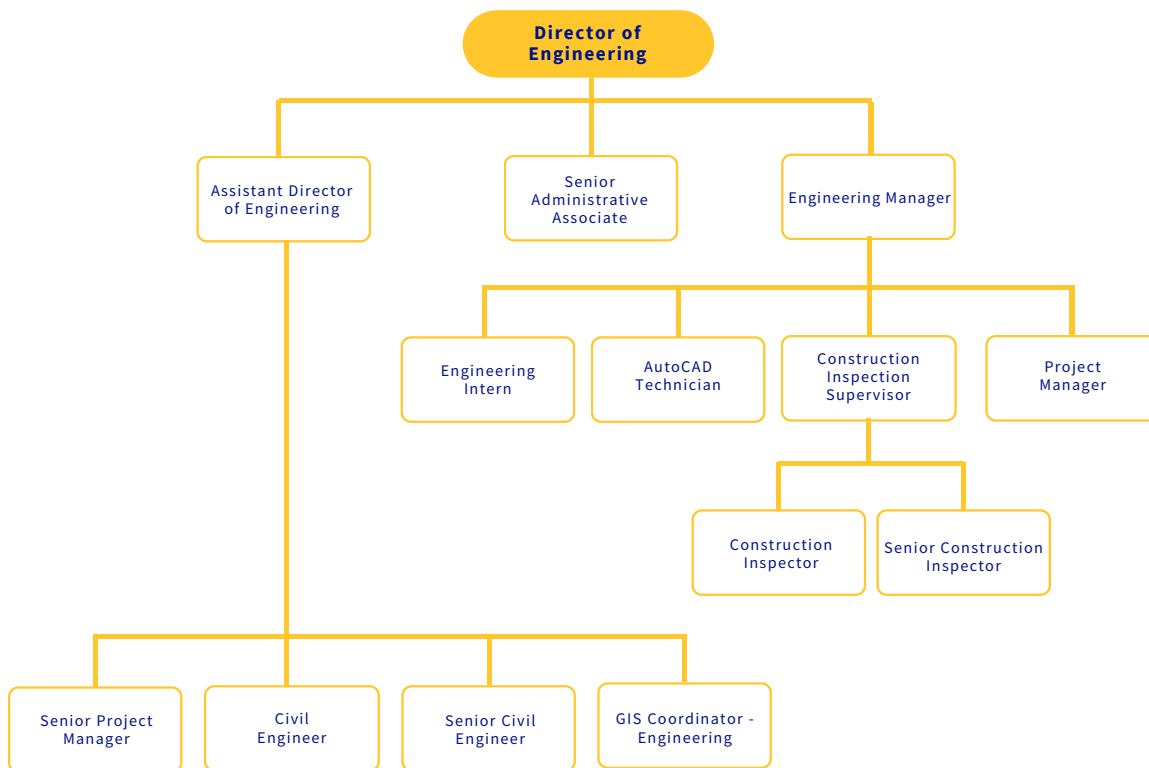 Director of
Engineering
Assistant Director
of Engineering
Senior
Administrative
Associate
Engineering Manager
Engineering
Intern
AutoCAD
Technician
Construction
Inspection
Supervisor
Project
Manager
Construction
Inspector
Senior Construction
Inspector
Senior Project
Manager
Civil
Engineer
Senior Civil
Engineer
GIS Coordinator -
Engineering